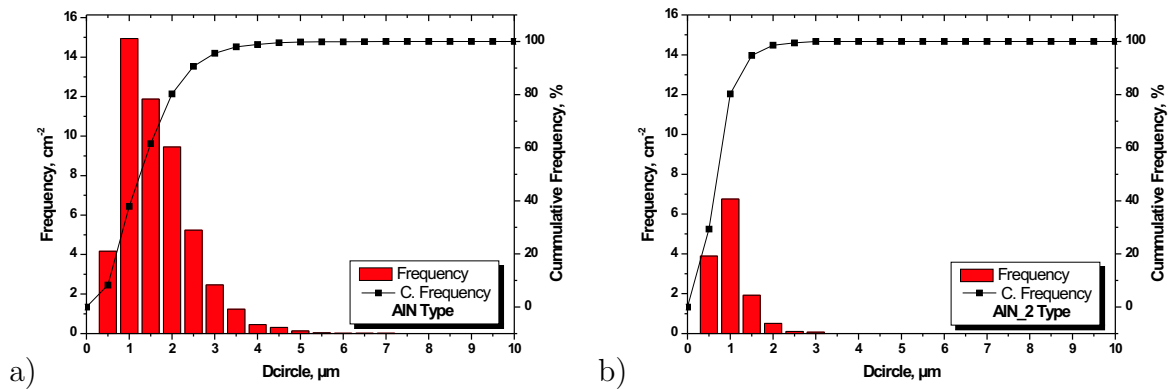 16
14
12
10
8
6
4
2
0
Frequency, cm-2
100
80
60
40
20
0
Cummulative Frequency, %
Frequency
C. Frequency
AlN Type
0 1 2 3 4 5 6 7 8 9 10
Dcircle, µm
a)
16
14
12
10
8
6
4
2
0
Frequency, cm-2
100
80
60
40
20
0
Cummulative Frequency, %
Frequency
C. Frequency
AlN_2 Type
0 1 2 3 4 5 6 7 8 9 10
Dcircle, µm
b)